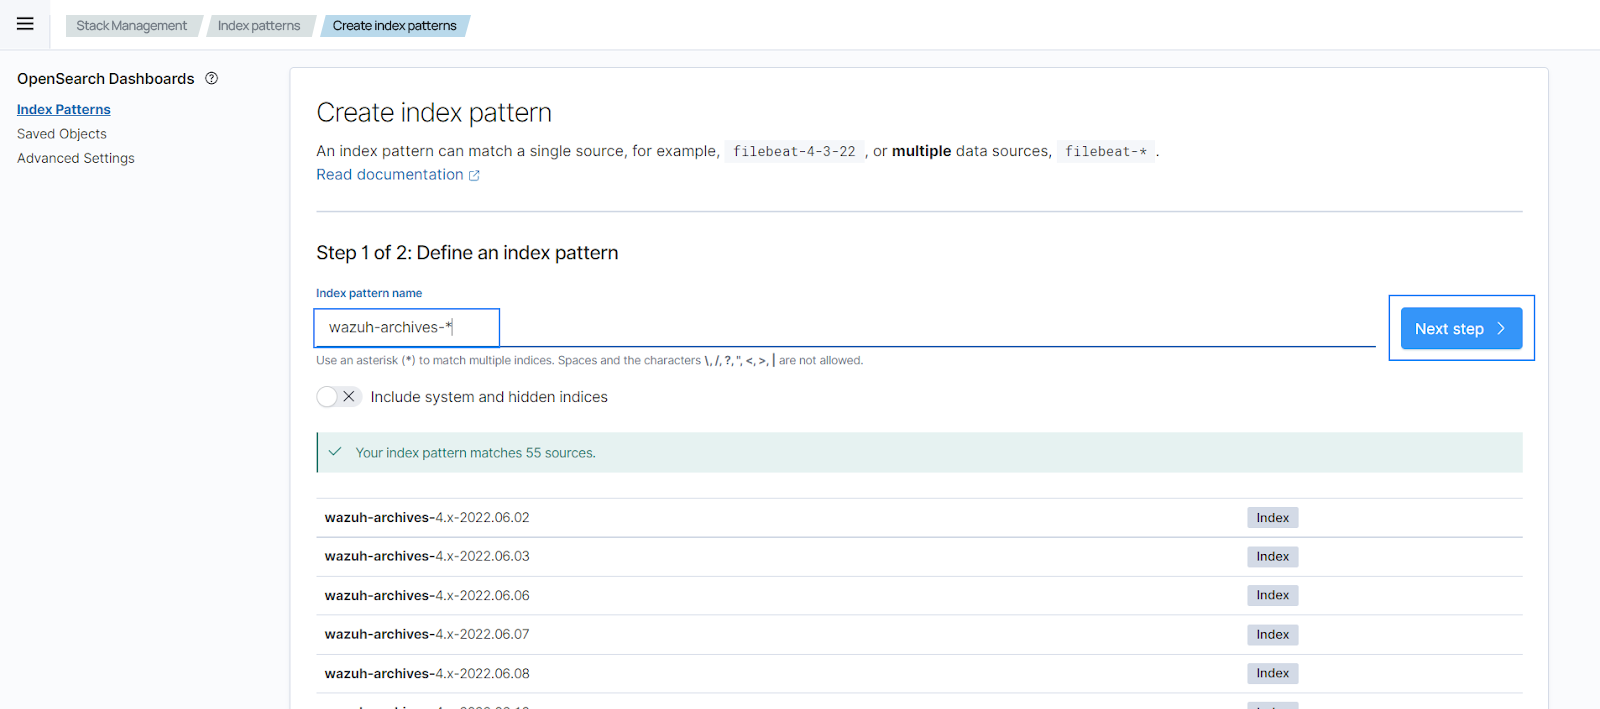 Stack Management Index patterns Create index patterns
OpenSearch Dashboards
Index Patterns
Saved Objects
Advanced Settings
Create index pattern
An index pattern can match a single source, for example, filebeat-4-3-22 , or multiple data sources, filebeat-* .
Read documentation
Step 1 of 2: Define an index pattern
Index pattern name
wazuh-archives-*
Next step
Use an asterisk (*) to match multiple indices. Spaces and the characters \, /, ?, ", <, >, | are not allowed.
Include system and hidden indices
Your index pattern matches 55 sources.
wazuh-archives-4.x-2022.06.02 Index
wazuh-archives-4.x-2022.06.03 Index
wazuh-archives-4.x-2022.06.06 Index
wazuh-archives-4.x-2022.06.07 Index
wazuh-archives-4.x-2022.06.08 Index